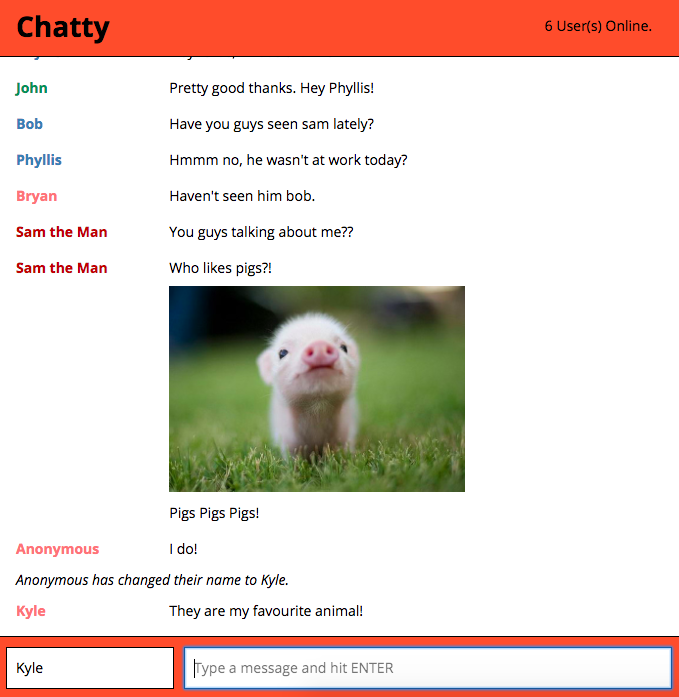 Chatty
6 User(s) Online.
John Pretty good thanks. Hey Phyllis!
Bob Have you guys seen sam lately?
Phyllis Hmmm no, he wasn't at work today?
Bryan Haven't seen him bob.
Sam the Man You guys talking about me??
Sam the Man Who likes pigs?!
Pigs Pigs Pigs!
Anonymous I do!
Anonymous has changed their name to Kyle.
Kyle They are my favourite animal!
Kyle Type a message and hit ENTER